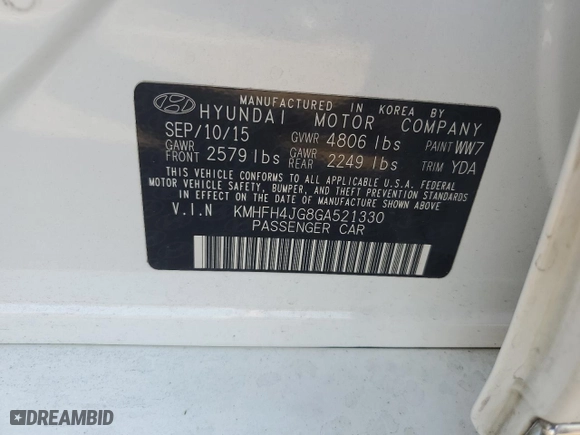 MANUFACTURED IN KOREA BY
HYUNDAI MOTOR COMPANY
SEP/10/15 GVWR 4806 lbs PAINT WW7
GAWR FRONT 2579 lbs GAWR REAR 2249 lbs TRIM YDA
THIS VEHICLE CONFORMS TO ALL APPLICABLE U.S.A. FEDERAL
MOTOR VEHICLE SAFETY, BUMPER, AND THEFT PREVENTION
STANDARDS IN EFFECT ON THE DATE OF MANUFACTURE SHOWN ABOVE.
V.I.N KMHFH4JG8GA521330
PASSENGER CAR
DREAMBID